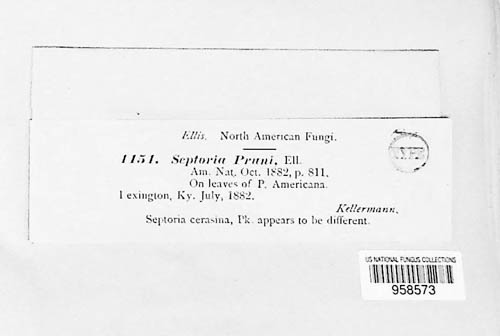 Ellis. North American Fungi.
1151. Septoria Pruni, Ell.
Am. Nat. Oct. 1882, p. 811.
On leaves of P. Americana.
Lexington, Ky. July, 1882.
Kellermann.
Septoria cerasina, Pk. appears to be different.
US NATIONAL FUNGUS COLLECTIONS
958573